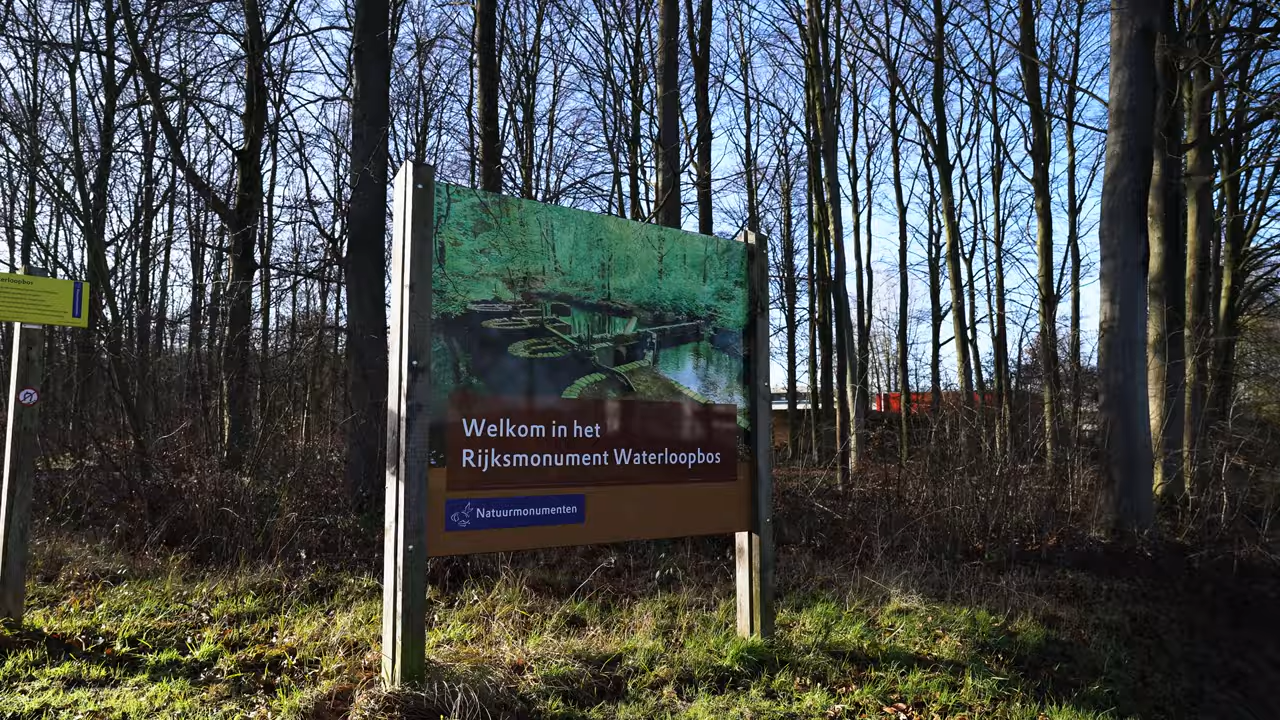 erloopbos
Welkom in het
Rijksmonument Waterloopbos
Natuurmonumenten